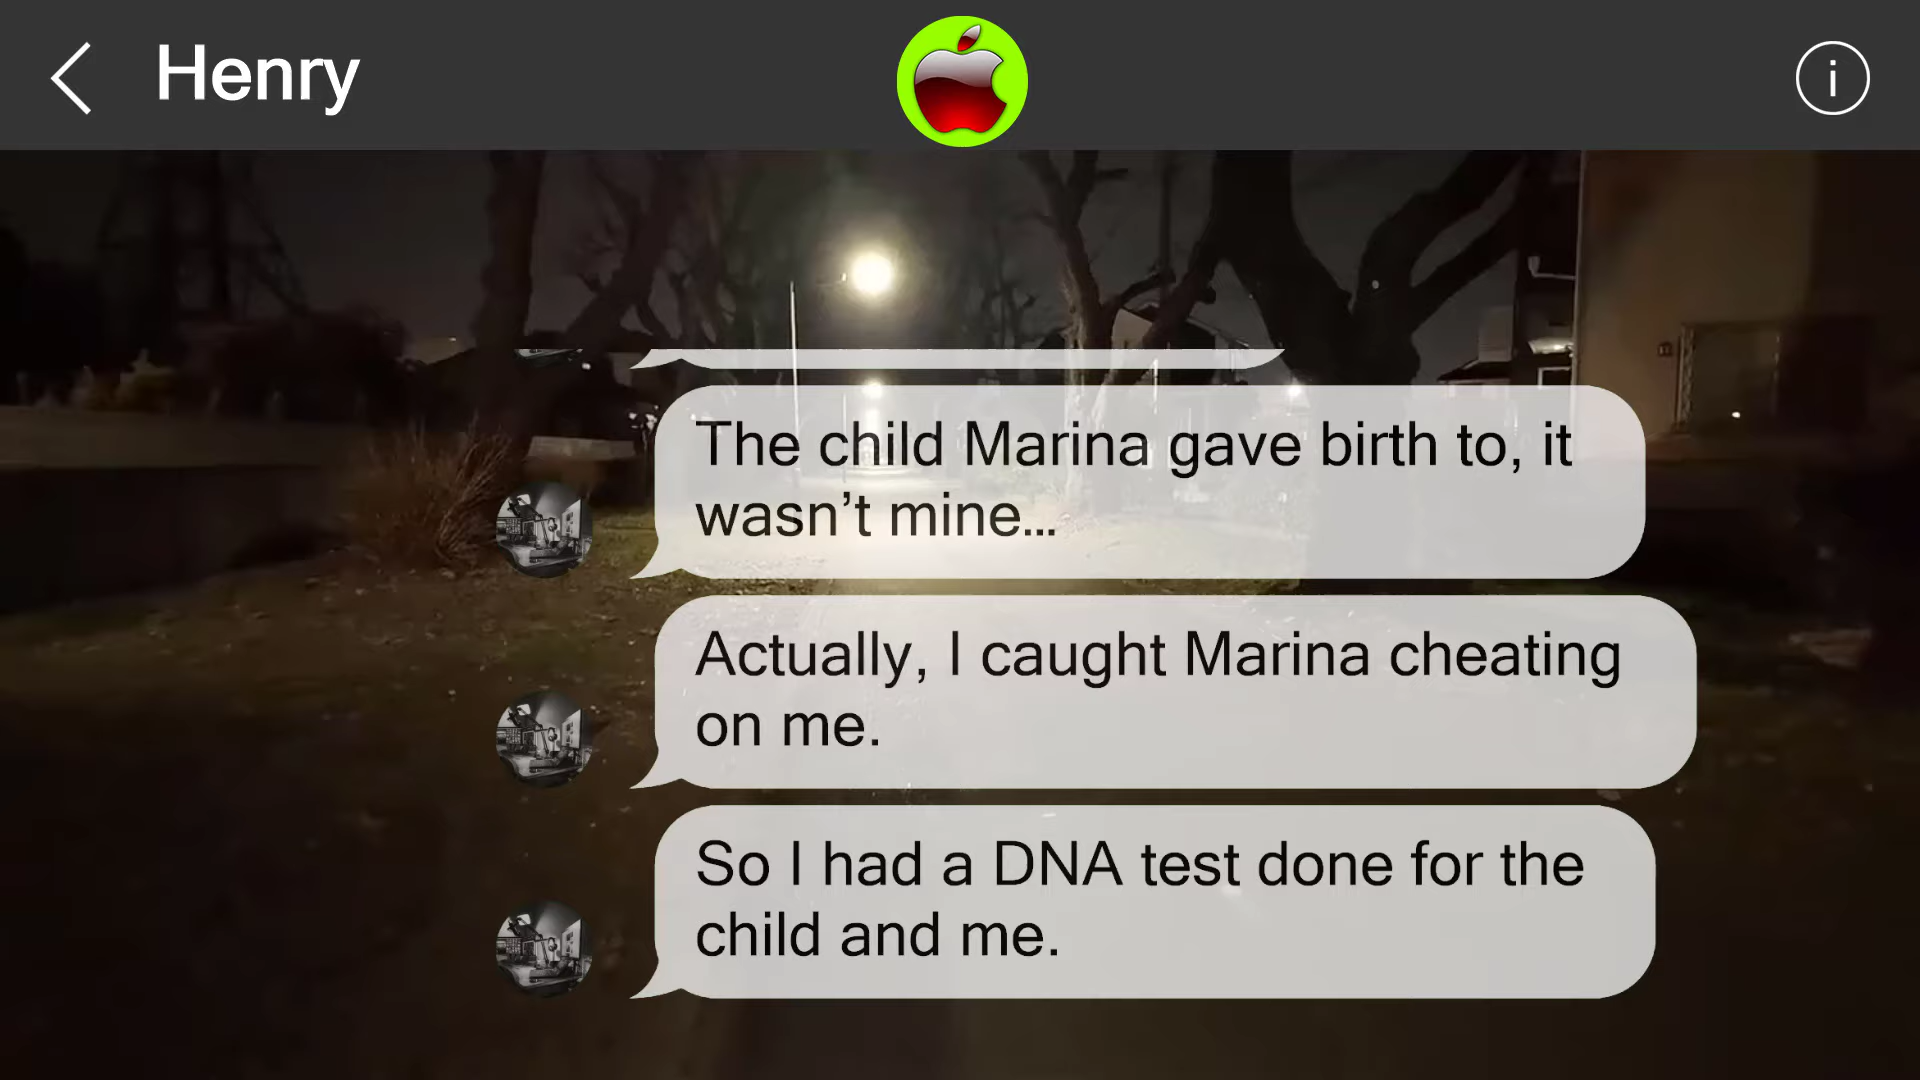 Henry
i
The child Marina gave birth to, it
wasn’t mine...
Actually, I caught Marina cheating
on me.
So I had a DNA test done for the
child and me.